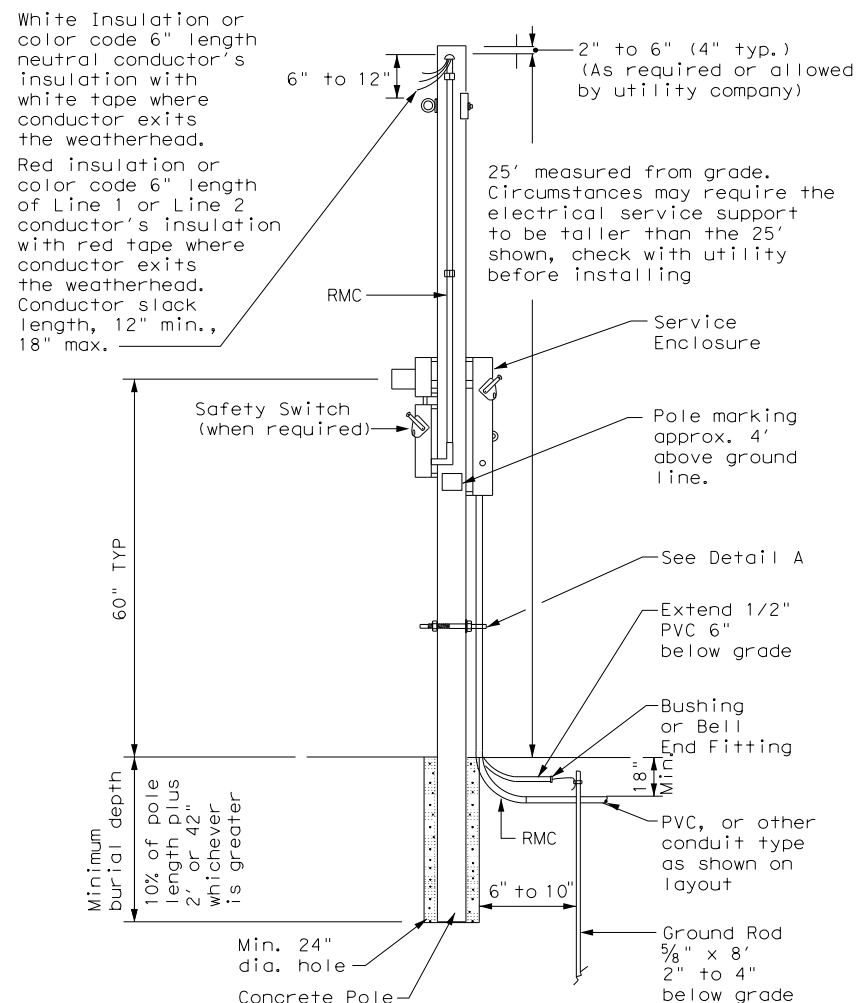 White Insulation or
color code 6" length
neutral conductor's
insulation with
white tape where
conductor exits
the weatherhead.
Red insulation or
color code 6" length
of Line 1 or Line 2
conductor's insulation
with red tape where
conductor exits
the weatherhead.
Conductor slack
length, 12" min.,
18" max.
6" to 12"
2" to 6" (4" typ.)
(As required or allowed
by utility company)
25' measured from grade.
Circumstances may require the
electrical service support
to be taller than the 25'
shown, check with utility
before installing
RMC
Service
Enclosure
Safety Switch
(when required)
Pole marking
approx. 4'
above ground
line.
60" TYP
See Detail A
Extend 1/2"
PVC 6"
below grade
Bushing
or Bell
End Fitting
18"
Min.
Minimum
burial depth
10% of pole
length plus
2' or 42"
whichever
is greater
RMC
PVC, or other
conduit type
as shown on
layout
6" to 10"
Min. 24"
dia. hole
Concrete Pole
Ground Rod
⅝" x 8'
2" to 4"
below grade